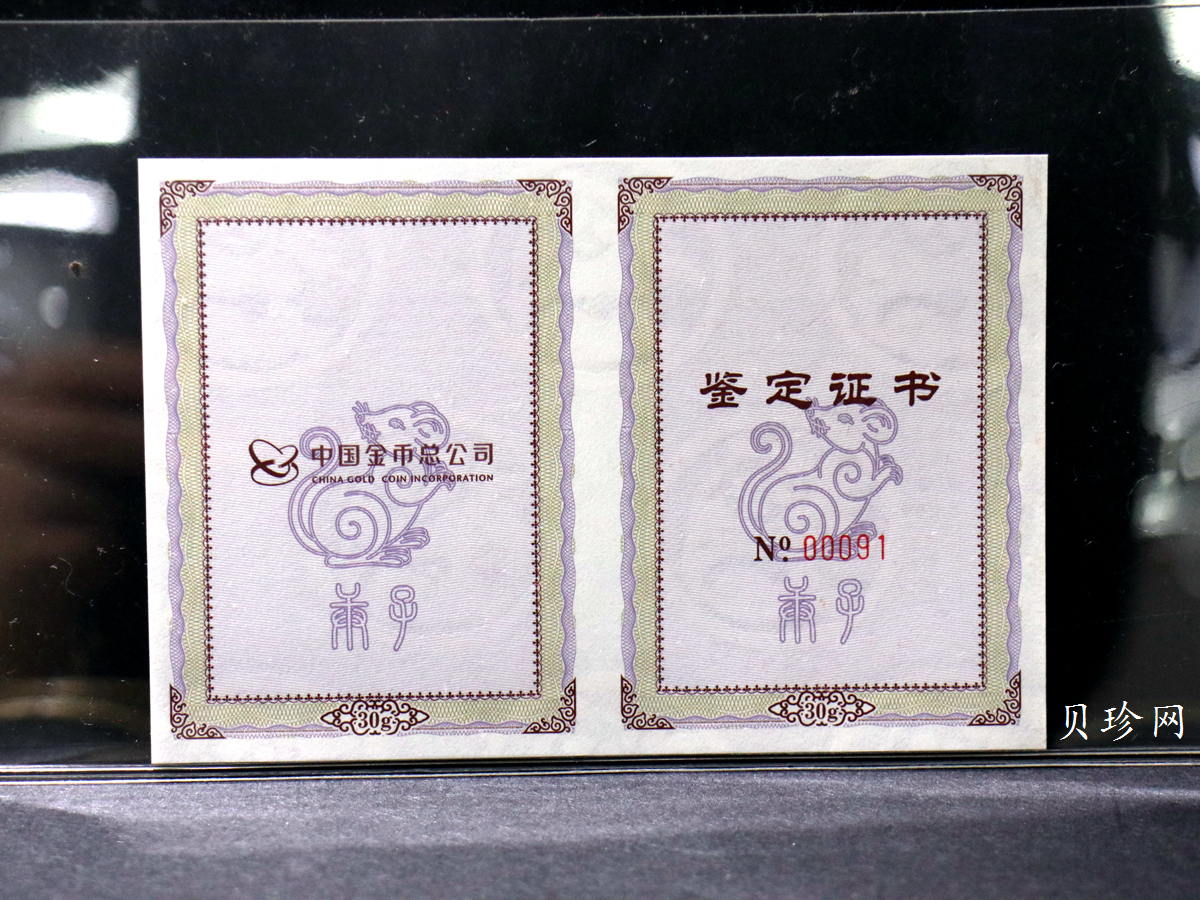 中国金币总公司
CHINA GOLD COIN INCORPORATION
庚子
30g
鉴定证书
No. 00091
庚子
30g
贝珍网